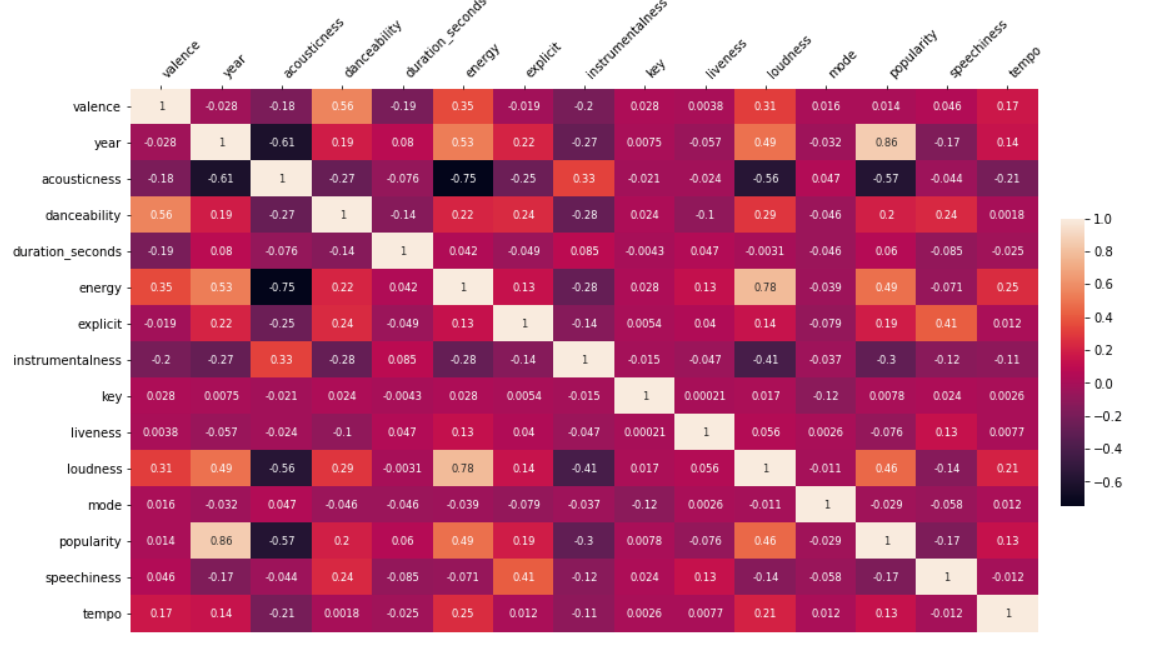 valence year acousticness danceability duration_seconds energy explicit instrumentalness key liveness loudness mode popularity speechiness tempo
valence 1 -0.028 -0.18 0.56 -0.19 0.35 -0.019 -0.2 0.028 0.0038 0.31 0.016 0.014 0.046 0.17
year -0.028 1 -0.61 0.19 0.08 0.53 0.22 -0.27 0.0075 -0.057 0.49 -0.032 0.86 -0.17 0.14
acousticness -0.18 -0.61 1 -0.27 -0.076 -0.75 -0.25 0.33 -0.021 -0.024 -0.56 0.047 -0.57 -0.044 -0.21
danceability 0.56 0.19 -0.27 1 -0.14 0.22 0.24 -0.28 0.024 -0.1 0.29 -0.046 0.2 0.24 0.0018
duration_seconds -0.19 0.08 -0.076 -0.14 1 0.042 -0.049 0.085 -0.0043 0.047 -0.0031 -0.046 0.06 -0.085 -0.025
energy 0.35 0.53 -0.75 0.22 0.042 1 0.13 -0.28 0.028 0.13 0.78 -0.039 0.49 -0.071 0.25
explicit -0.019 0.22 -0.25 0.24 -0.049 0.13 1 -0.14 0.0054 0.04 0.14 -0.079 0.19 0.41 0.012
instrumentalness -0.2 -0.27 0.33 -0.28 0.085 -0.28 -0.14 1 -0.015 -0.047 -0.41 -0.037 -0.3 -0.12 -0.11
key 0.028 0.0075 -0.021 0.024 -0.0043 0.028 0.0054 -0.015 1 0.00021 0.017 -0.12 0.0078 0.024 0.0026
liveness 0.0038 -0.057 -0.024 -0.1 0.047 0.13 0.04 -0.047 0.00021 1 0.056 0.0026 -0.076 0.13 0.0077
loudness 0.31 0.49 -0.56 0.29 -0.0031 0.78 0.14 -0.41 0.017 0.056 1 -0.011 0.46 -0.14 0.21
mode 0.016 -0.032 0.047 -0.046 -0.046 -0.039 -0.079 -0.037 -0.12 0.0026 -0.011 1 -0.029 -0.058 0.012
popularity 0.014 0.86 -0.57 0.2 0.06 0.49 0.19 -0.3 0.0078 -0.076 0.46 -0.029 1 -0.17 0.13
speechiness 0.046 -0.17 -0.044 0.24 -0.085 -0.071 0.41 -0.12 0.024 0.13 -0.14 -0.058 -0.17 1 -0.012
tempo 0.17 0.14 -0.21 0.0018 -0.025 0.25 0.012 -0.11 0.0026 0.0077 0.21 0.012 0.13 -0.012 1
1.0
0.8
0.6
0.4
0.2
0.0
−0.2
−0.4
−0.6